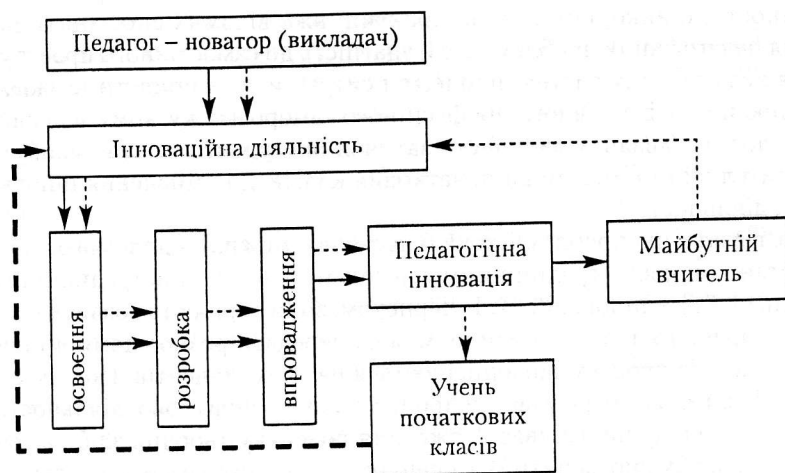 Педагог – новатор (викладач)
Інноваційна діяльність
освоєння
розробка
впровадження
Педагогічна
інновація
Майбутній
вчитель
Учень
початкових
класів